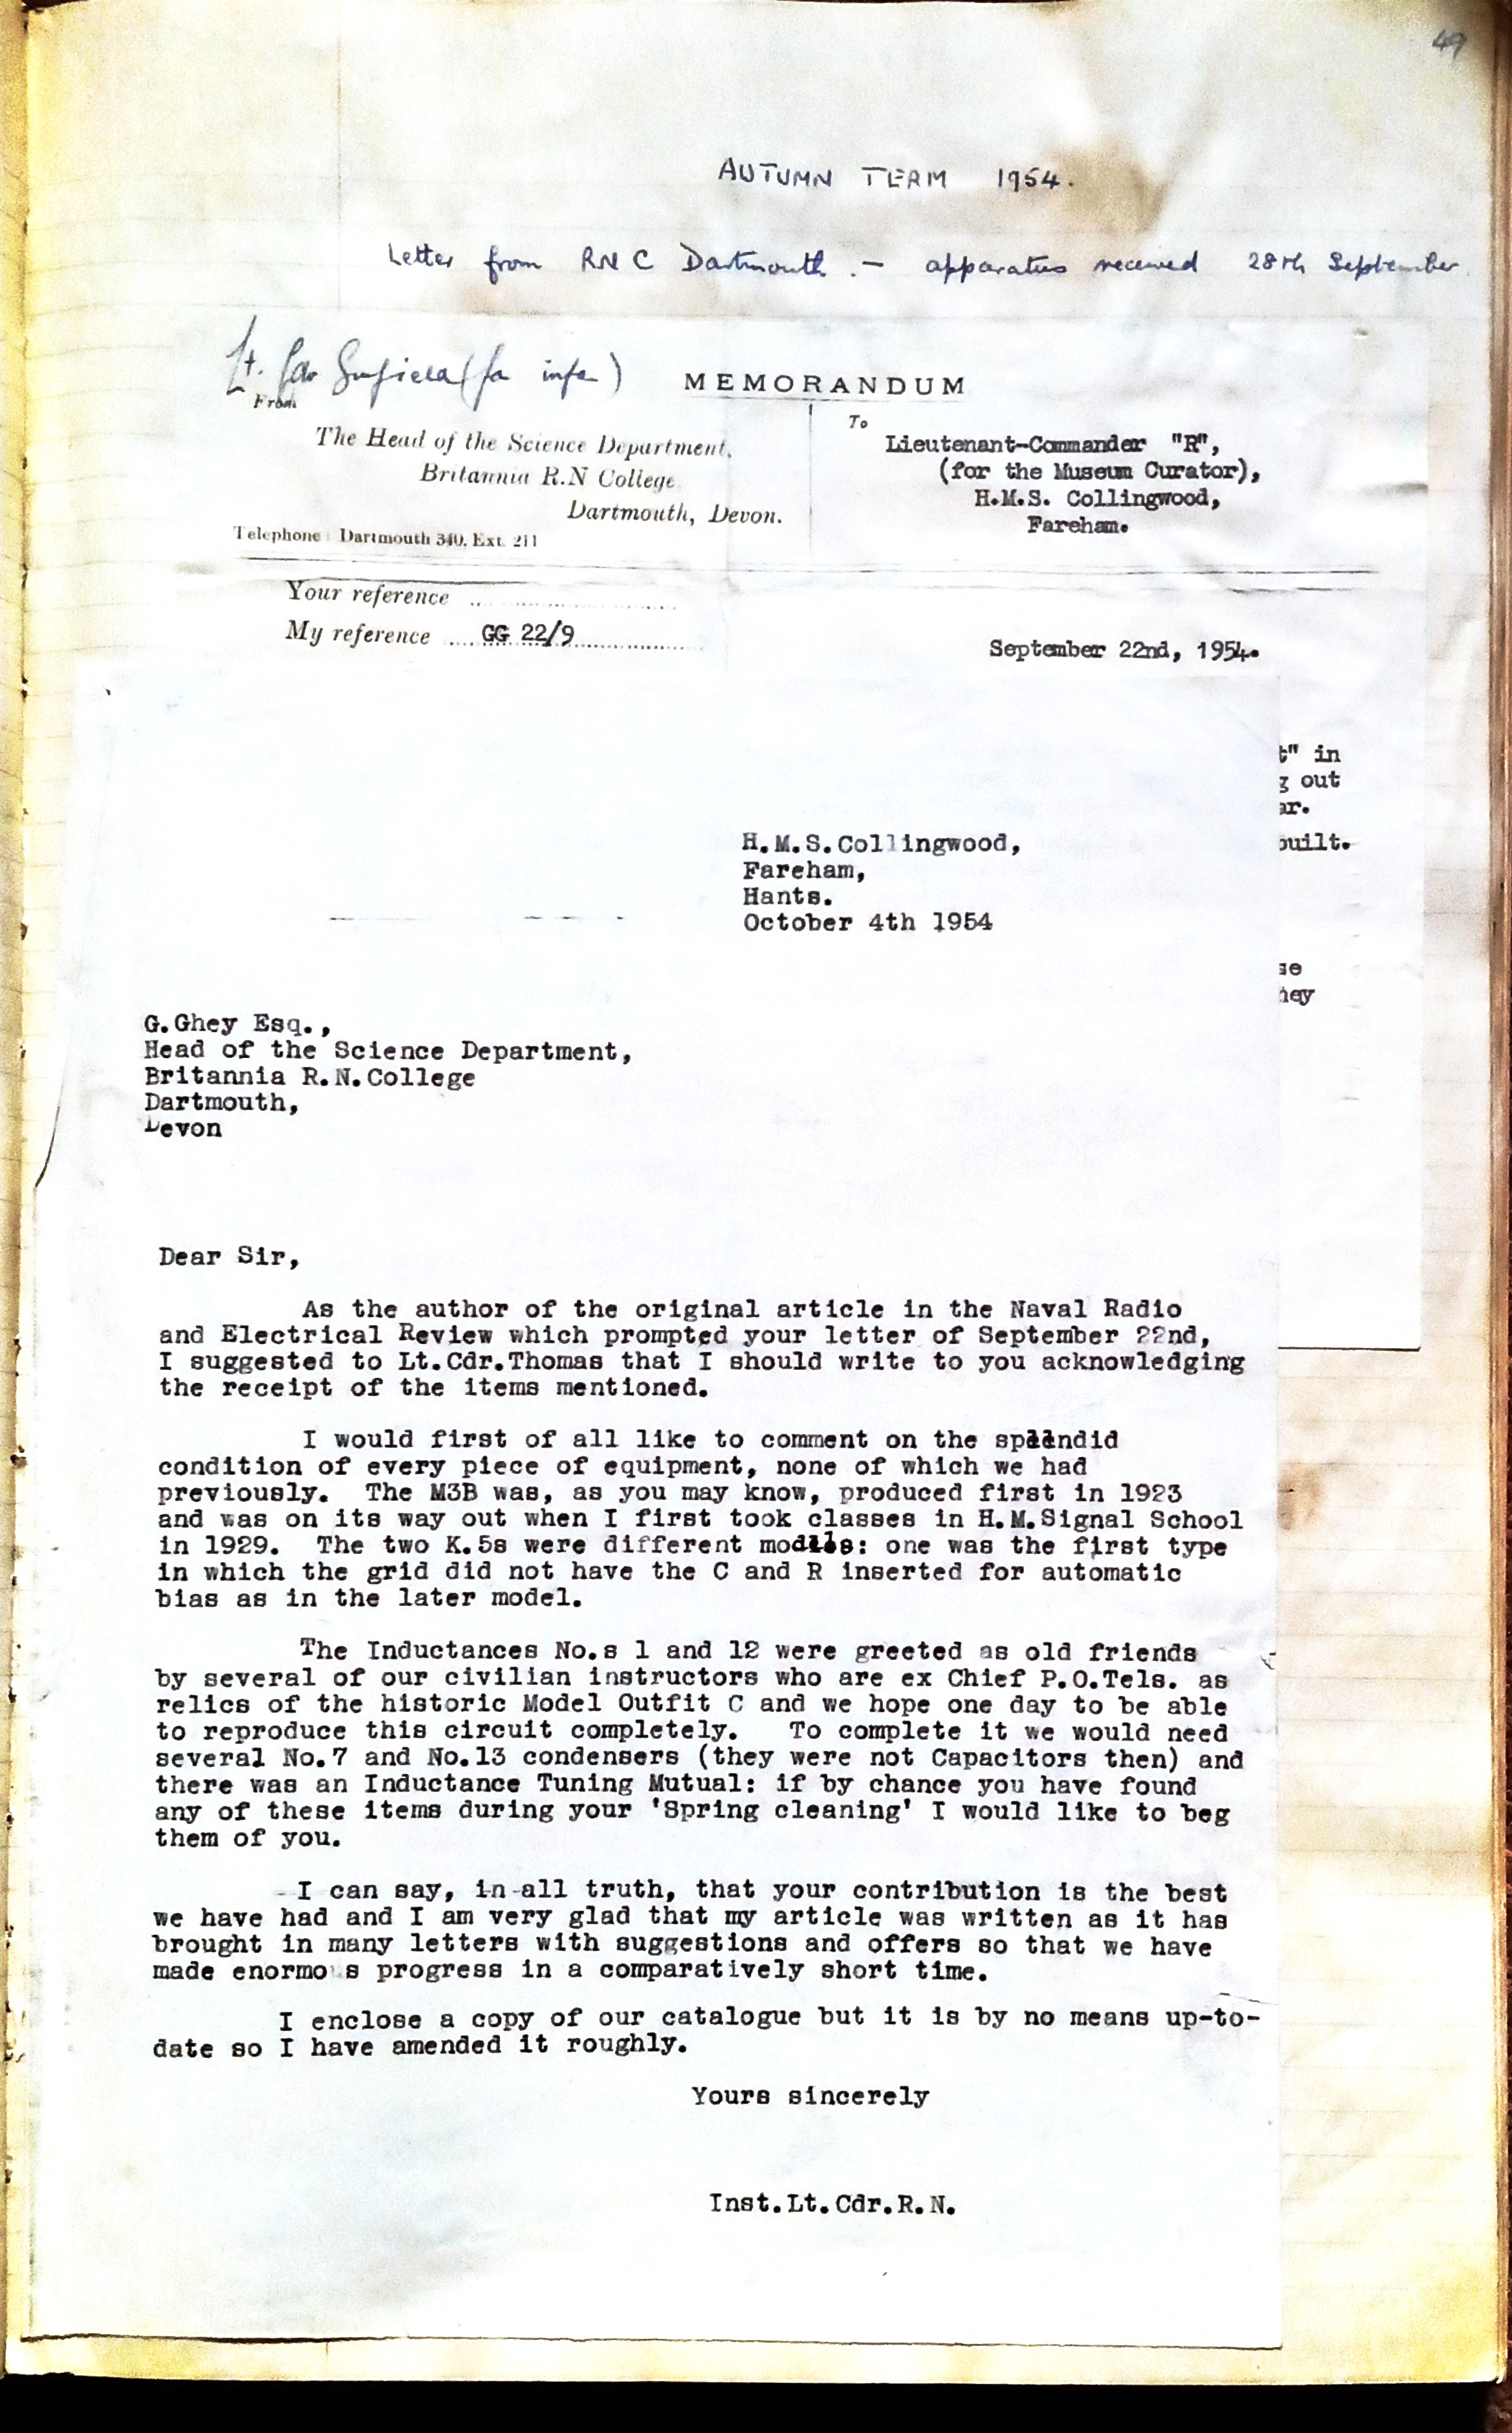 49
AUTUMN TERM 1954.
Letter from RNC Dartmouth. — apparatus received 28th September
Lt. Cdr (for info)
MEMORANDUM
From
The Head of the Science Department,
Britannia R.N College
Dartmouth, Devon.
Telephone: Dartmouth 340, Ext. 211
To
Lieutenant-Commander "R",
(for the Museum Curator),
H.M.S. Collingwood,
Fareham.
Your reference
My reference GG 22/9
September 22nd, 1954.
t" in
g out
ar.
built.
se
hey
H.M.S.Collingwood,
Fareham,
Hants.
October 4th 1954
G.Ghey Esq.,
Head of the Science Department,
Britannia R.N.College
Dartmouth,
Devon
Dear Sir,
As the author of the original article in the Naval Radio
and Electrical Review which prompted your letter of September 22nd,
I suggested to Lt.Cdr.Thomas that I should write to you acknowledging
the receipt of the items mentioned.
I would first of all like to comment on the splendid
condition of every piece of equipment, none of which we had
previously. The M3B was, as you may know, produced first in 1923
and was on its way out when I first took classes in H.M.Signal School
in 1929. The two K.5s were different models: one was the first type
in which the grid did not have the C and R inserted for automatic
bias as in the later model.
The Inductances No.s 1 and 12 were greeted as old friends
by several of our civilian instructors who are ex Chief P.O.Tels. as
relics of the historic Model Outfit C and we hope one day to be able
to reproduce this circuit completely. To complete it we would need
several No.7 and No.13 condensers (they were not Capacitors then) and
there was an Inductance Tuning Mutual: if by chance you have found
any of these items during your 'Spring cleaning' I would like to beg
them of you.
I can say, in all truth, that your contribution is the best
we have had and I am very glad that my article was written as it has
brought in many letters with suggestions and offers so that we have
made enormous progress in a comparatively short time.
I enclose a copy of our catalogue but it is by no means up-to-
date so I have amended it roughly.
Yours sincerely
Inst.Lt.Cdr.R.N.